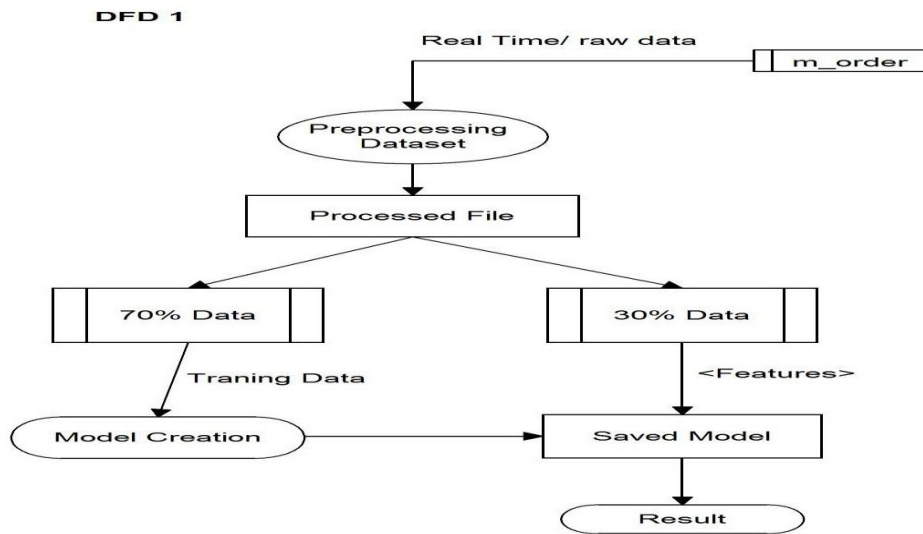 DFD 1
Real Time/ raw data
m_order
Preprocessing
Dataset
Processed File
70% Data
30% Data
Traning Data
<Features>
Model Creation
Saved Model
Result